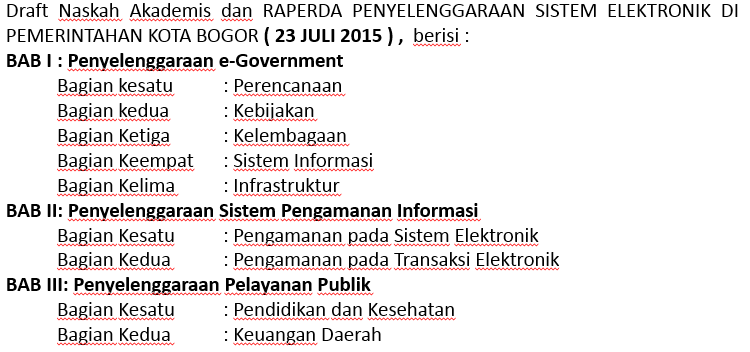 Draft Naskah Akademis dan RAPERDA PENYELENGGARAAN SISTEM ELEKTRONIK DI
PEMERINTAHAN KOTA BOGOR ( 23 JULI 2015 ) , berisi :
BAB I : Penyelenggaraan e-Government
Bagian kesatu : Perencanaan
Bagian kedua : Kebijakan
Bagian Ketiga : Kelembagaan
Bagian Keempat : Sistem Informasi
Bagian Kelima : Infrastruktur
BAB II: Penyelenggaraan Sistem Pengamanan Informasi
Bagian Kesatu : Pengamanan pada Sistem Elektronik
Bagian Kedua : Pengamanan pada Transaksi Elektronik
BAB III: Penyelenggaraan Pelayanan Publik
Bagian Kesatu : Pendidikan dan Kesehatan
Bagian Kedua : Keuangan Daerah